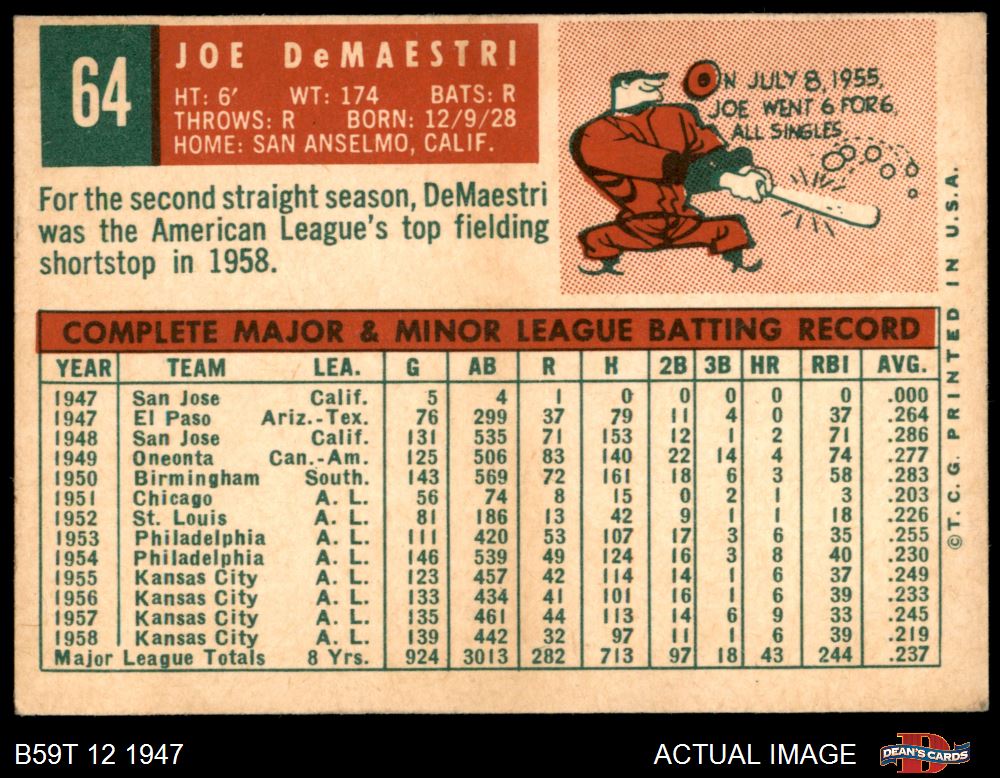 64
JOE DeMAESTRI
HT: 6' WT: 174 BATS: R
THROWS: R BORN: 12/9/28
HOME: SAN ANSELMO, CALIF.
For the second straight season, DeMaestri
was the American League's top fielding
shortstop in 1958.
ON JULY 8, 1955,
JOE WENT 6 FOR 6,
ALL SINGLES.
COMPLETE MAJOR & MINOR LEAGUE BATTING RECORD
YEAR TEAM LEA. G AB R H 2B 3B HR RBI AVG.
1947 San Jose Calif. 5 4 1 0 0 0 0 0 .000
1947 El Paso Ariz.-Tex. 76 299 37 79 11 4 0 37 .264
1948 San Jose Calif. 131 535 71 153 12 1 2 71 .286
1949 Oneonta Can.-Am. 125 506 83 140 22 14 4 74 .277
1950 Birmingham South. 143 569 72 161 18 6 3 58 .283
1951 Chicago A. L. 56 74 8 15 0 2 1 3 .203
1952 St. Louis A. L. 81 186 13 42 9 1 1 18 .226
1953 Philadelphia A. L. 111 420 53 107 17 3 6 35 .255
1954 Philadelphia A. L. 146 539 49 124 16 3 8 40 .230
1955 Kansas City A. L. 123 457 42 114 14 1 6 37 .249
1956 Kansas City A. L. 133 434 41 101 16 1 6 39 .233
1957 Kansas City A. L. 135 461 44 113 14 6 9 33 .245
1958 Kansas City A. L. 139 442 32 97 11 1 6 39 .219
Major League Totals 8 Yrs. 924 3013 282 713 97 18 43 244 .237
©T. C. G. PRINTED IN U.S.A.
B59T 12 1947
ACTUAL IMAGE
DEAN'S CARDS